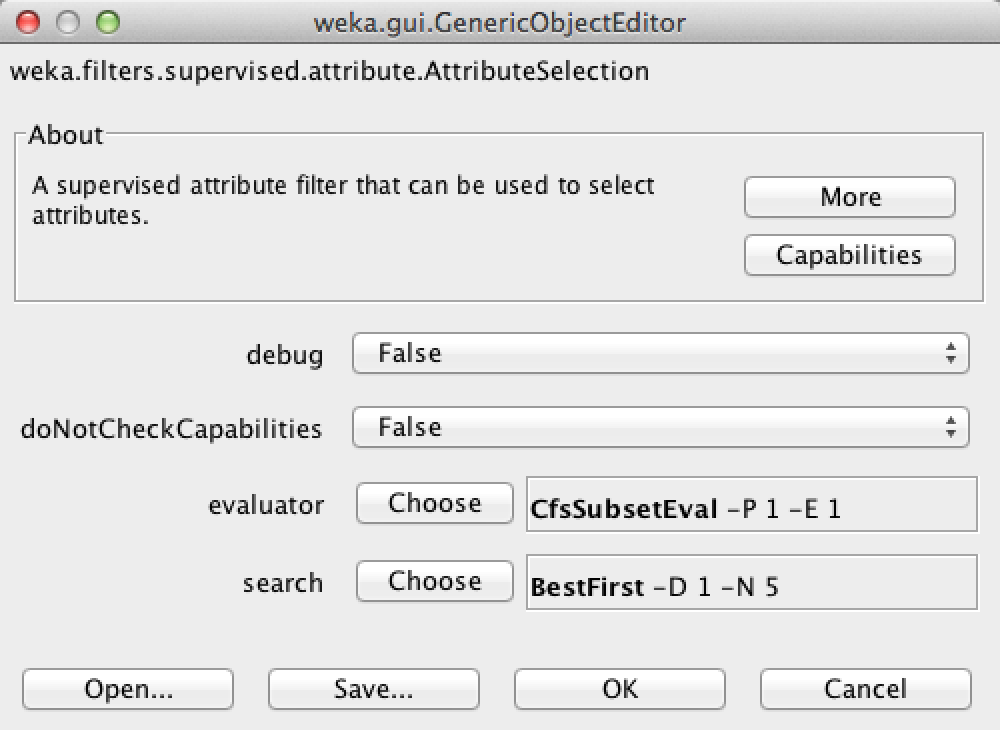 weka.gui.GenericObjectEditor
weka.filters.supervised.attribute.AttributeSelection
About
A supervised attribute filter that can be used to select
attributes.
More
Capabilities
debug False
doNotCheckCapabilities False
evaluator Choose CfsSubsetEval -P 1 -E 1
search Choose BestFirst -D 1 -N 5
Open... Save... OK Cancel